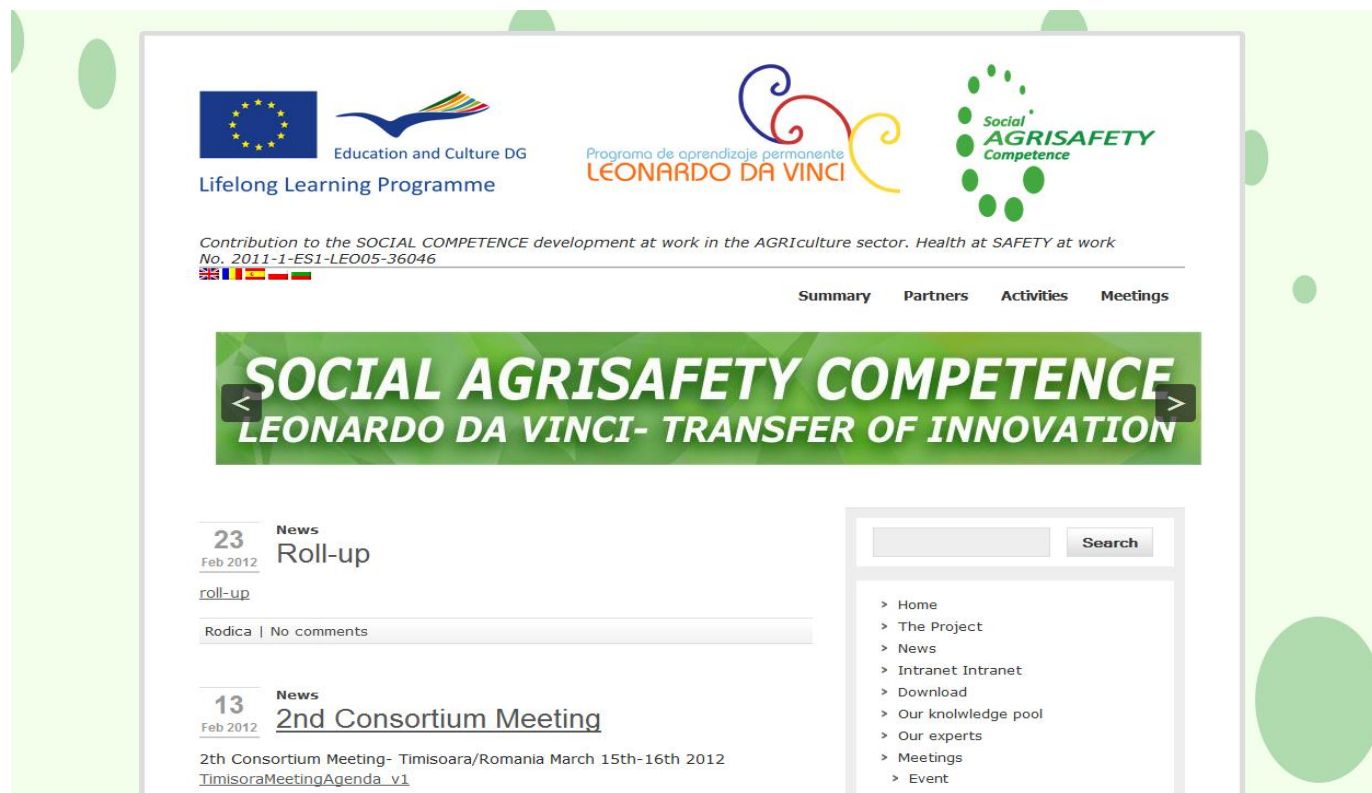 Education and Culture DG
Lifelong Learning Programme
Programa de aprendizaje permanente
LEONARDO DA VINCI
Social
AGRISAFETY
Competence
Contribution to the SOCIAL COMPETENCE development at work in the AGRIculture sector. Health at SAFETY at work
No. 2011-1-ES1-LEO05-36046
Summary Partners Activities Meetings
SOCIAL AGRISAFETY COMPETENCE
< >
LEONARDO DA VINCI- TRANSFER OF INNOVATION
23
Feb 2012
News
Roll-up
roll-up
Rodica | No comments
13
Feb 2012
News
2nd Consortium Meeting
2th Consortium Meeting- Timisoara/Romania March 15th-16th 2012
TimisoraMeetingAgenda_v1
Search
> Home
> The Project
> News
> Intranet Intranet
> Download
> Our knolwledge pool
> Our experts
> Meetings
> Event